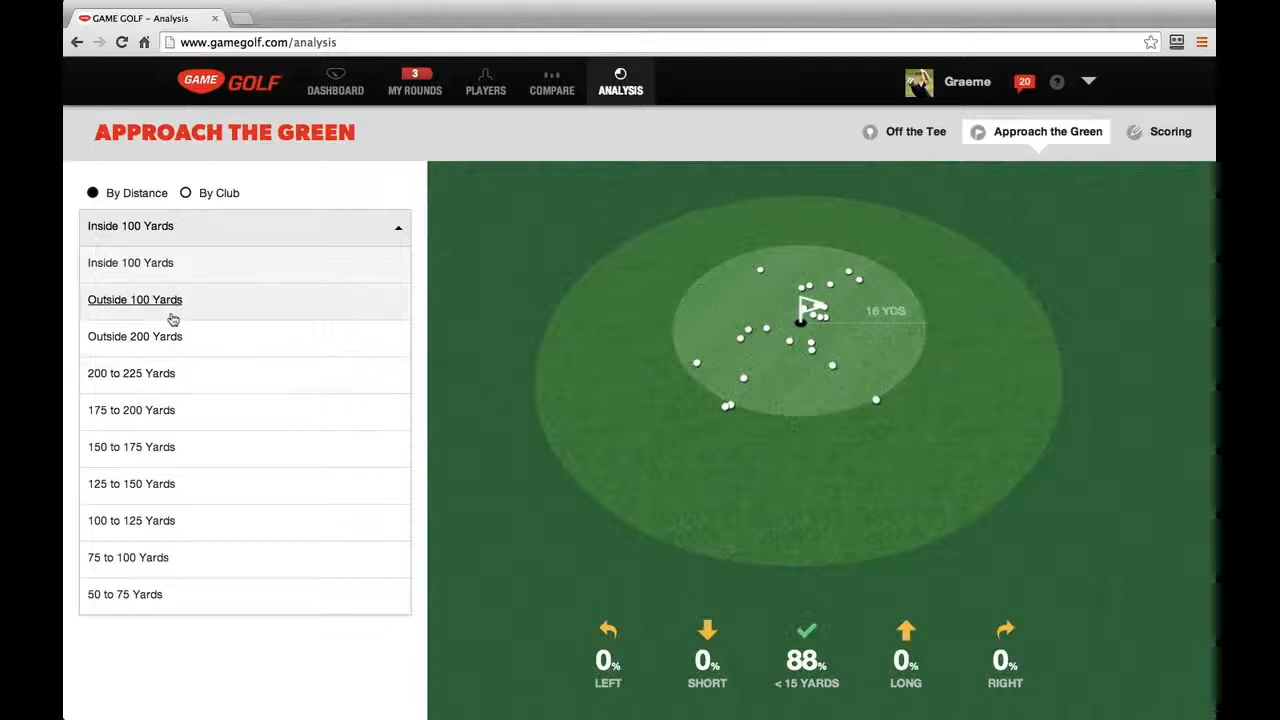 GAME GOLF - Analysis
www.gamegolf.com/analysis
GAME GOLF
DASHBOARD
3
MY ROUNDS
PLAYERS
COMPARE
ANALYSIS
Graeme
20
?
APPROACH THE GREEN
Off the Tee
Approach the Green
Scoring
By Distance
By Club
Inside 100 Yards
Inside 100 Yards
Outside 100 Yards
Outside 200 Yards
200 to 225 Yards
175 to 200 Yards
150 to 175 Yards
125 to 150 Yards
100 to 125 Yards
75 to 100 Yards
50 to 75 Yards
16 YDS
0%
LEFT
0%
SHORT
88%
< 15 YARDS
0%
LONG
0%
RIGHT